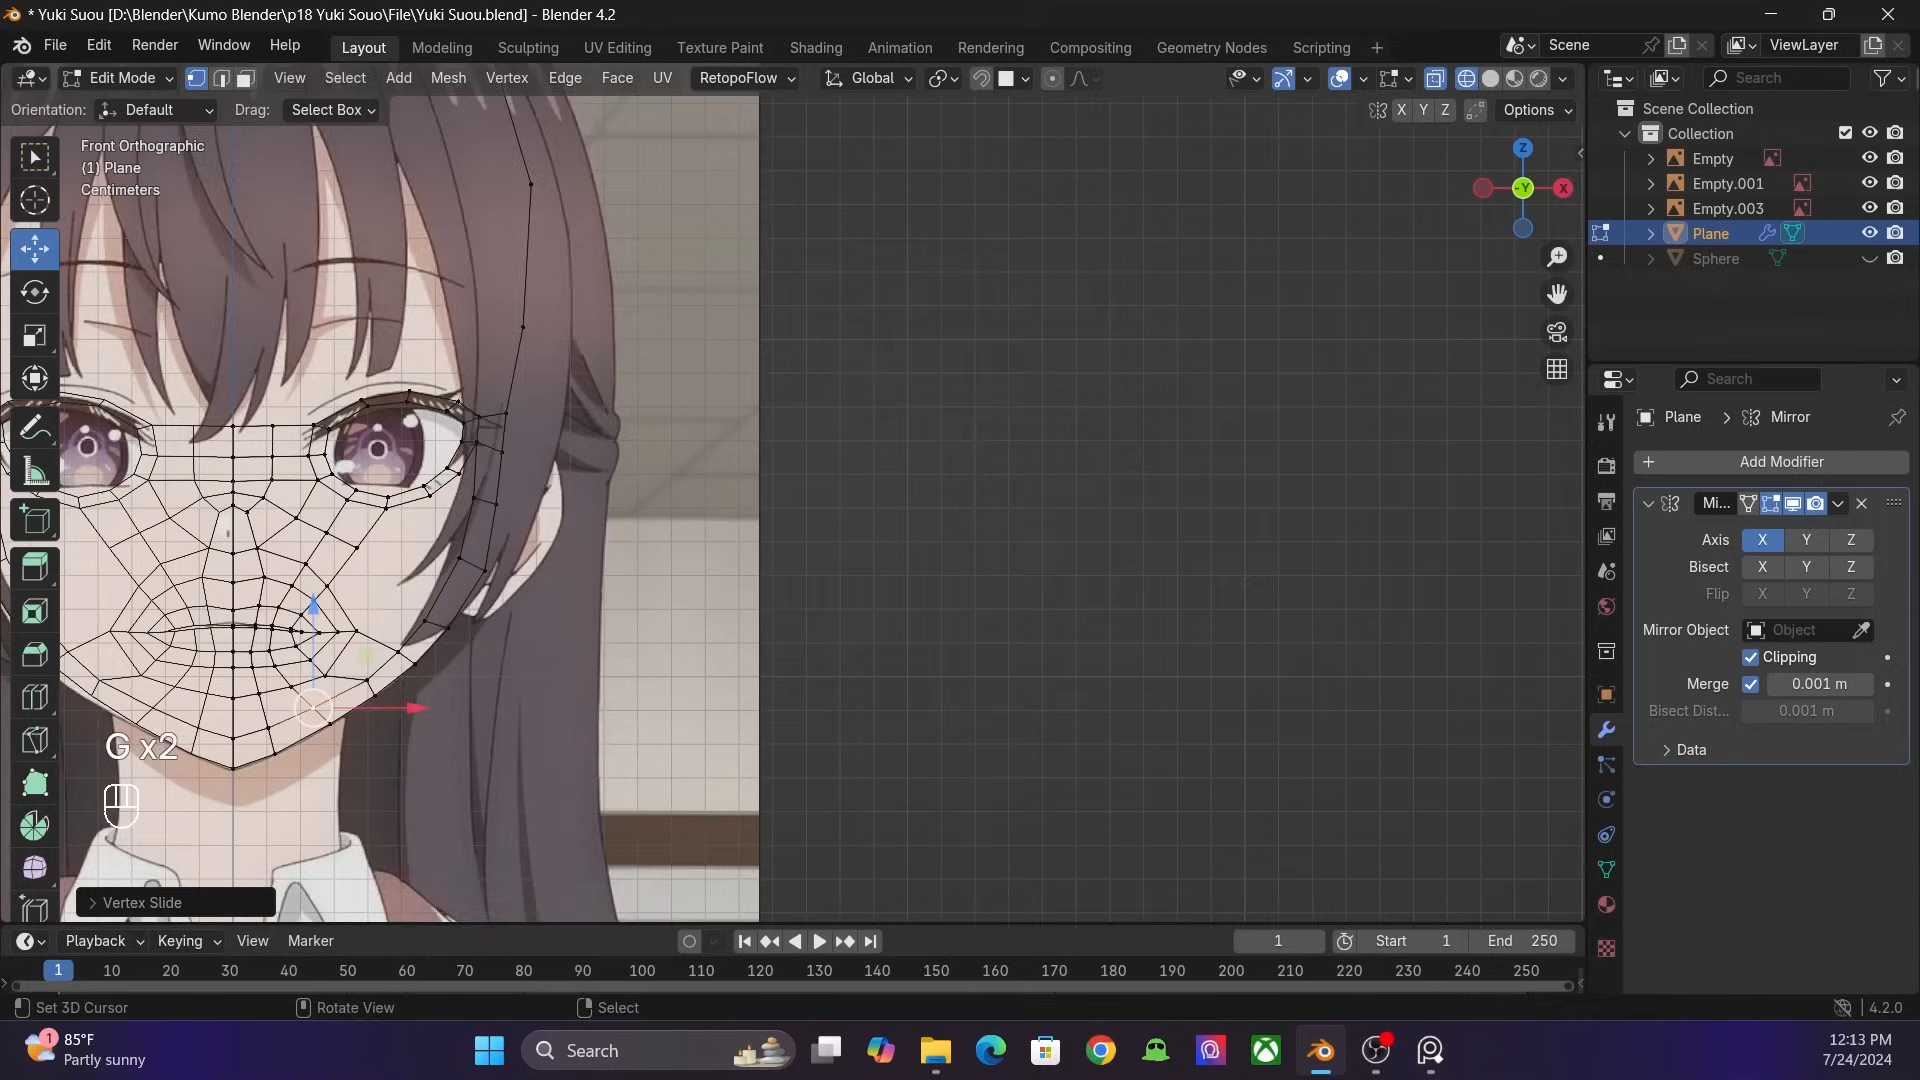 * Yuki Suou [D:\Blender\Kumo Blender\p18 Yuki Souo\File\Yuki Suou.blend] - Blender 4.2
File Edit Render Window Help
Layout Modeling Sculpting UV Editing Texture Paint Shading Animation Rendering Compositing Geometry Nodes Scripting +
Scene
ViewLayer
Edit Mode
View Select Add Mesh Vertex Edge Face UV
RetopoFlow
Global
Search
Orientation: Default Drag: Select Box
X Y Z
Options
Front Orthographic
(1) Plane
Centimeters
Z
-Y
X
Scene Collection
Collection
Empty
Empty.001
Empty.003
Plane
Sphere
Search
Plane > Mirror
+ Add Modifier
Mi...
Axis X Y Z
Bisect X Y Z
Flip X Y Z
Mirror Object Object
Clipping
Merge 0.001 m
Bisect Dist... 0.001 m
Data
G x2
Vertex Slide
Playback Keying View Marker
1
Start 1
End 250
1 10 20 30 40 50 60 70 80 90 100 110 120 130 140 150 160 170 180 190 200 210 220 230 240 250
Set 3D Cursor
Rotate View
Select
4.2.0
1
85°F
Partly sunny
Search
12:13 PM
7/24/2024